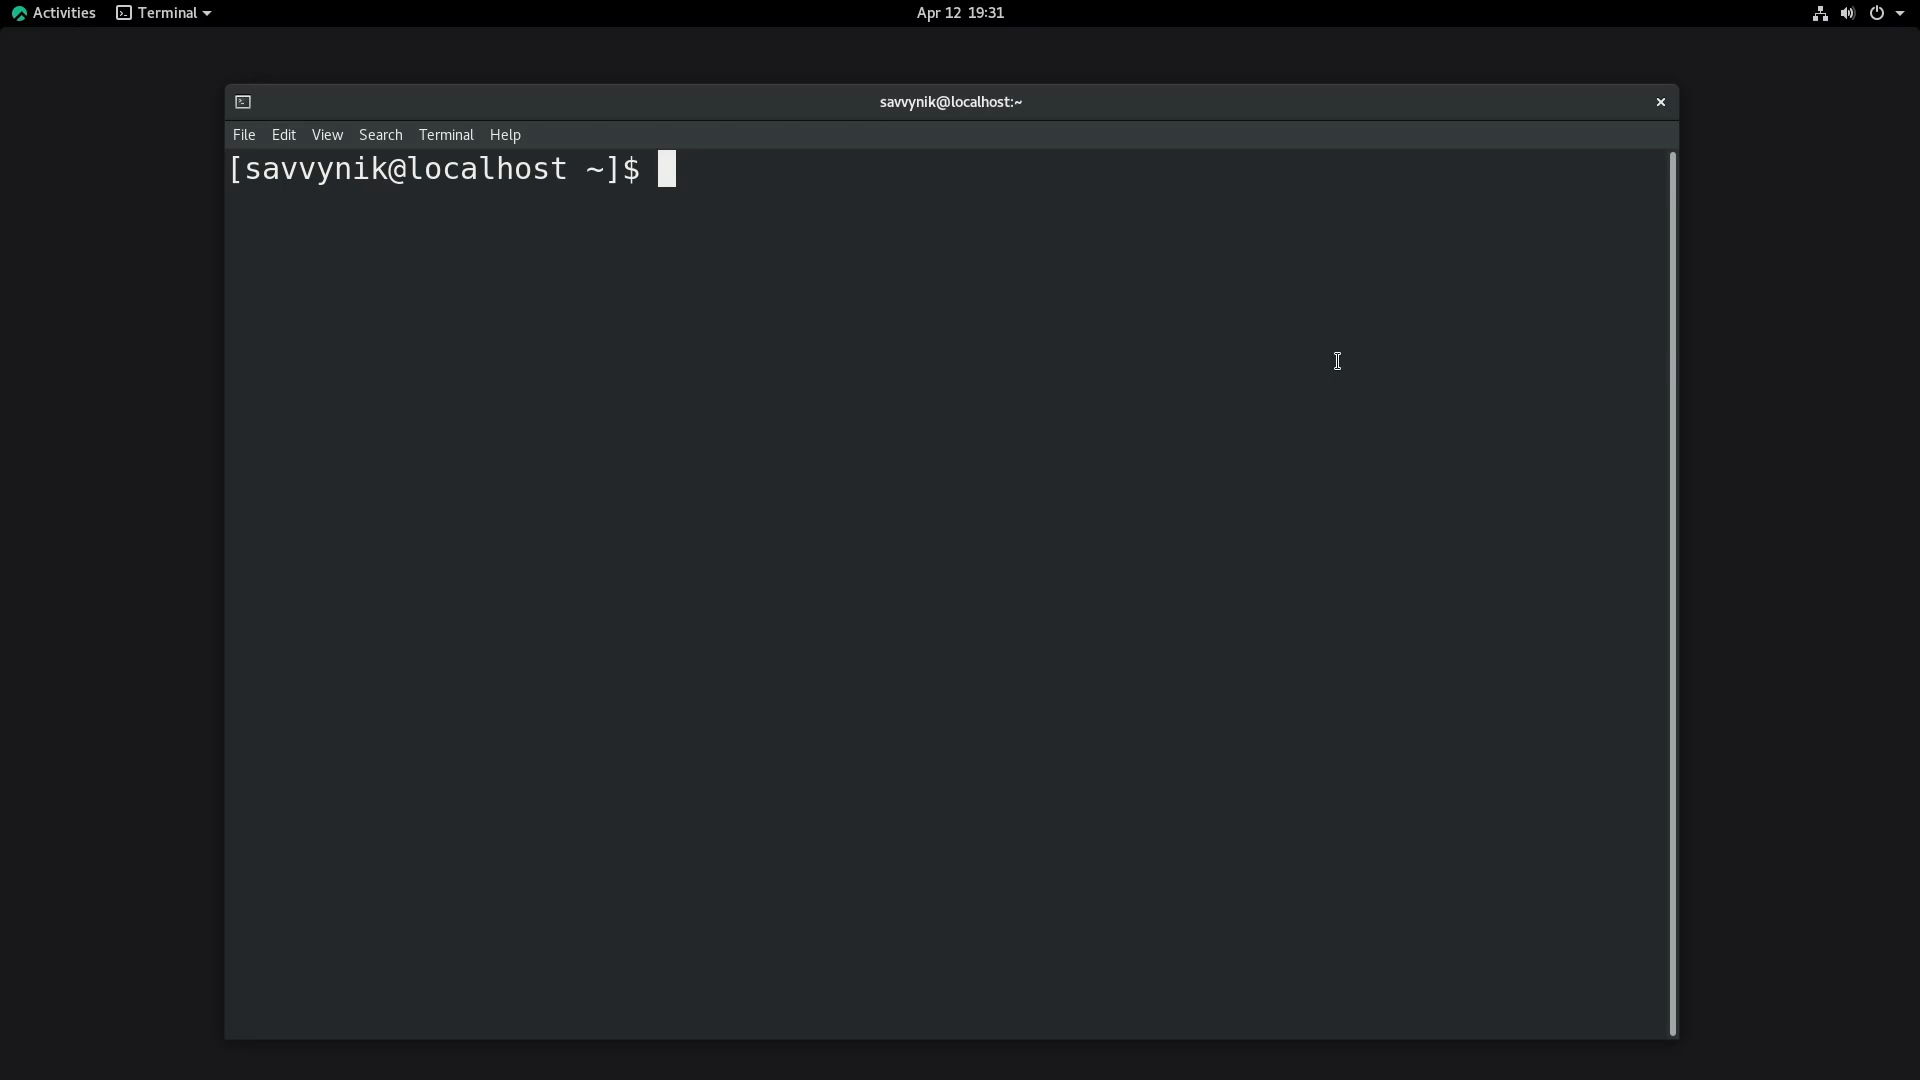 Activities Terminal Apr 12 19:31
savvynik@localhost:~
File Edit View Search Terminal Help
[savvynik@localhost ~]$